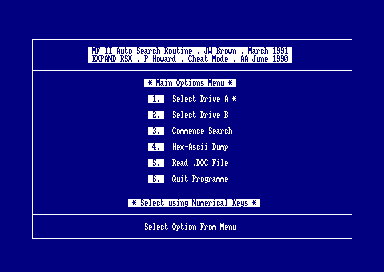 MF II Auto Search Routine . JW Brown . March 1991
EXPAND RSX . P Howard . Cheat Mode . AA June 1990
* Main Options Menu *
1. Select Drive A *
2. Select Drive B
3. Commence Search
4. Hex-Ascii Dump
5. Read .DOC File
6. Quit Programme
* Select using Numerical Keys *
Select Option From Menu